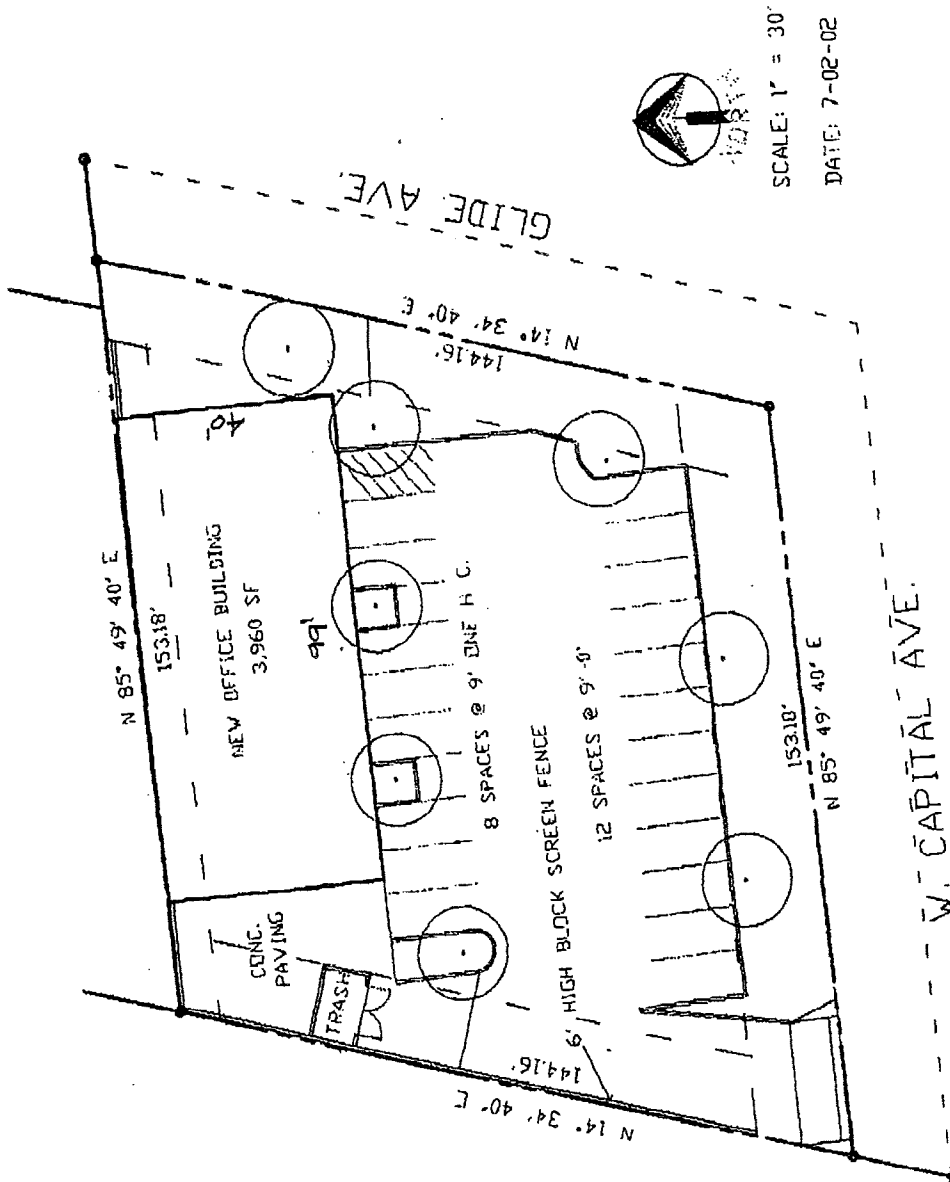 N 85° 49' 40" E
153.18'
NEW OFFICE BUILDING
3,960 SF
40'
99'
CONC.
PAVING
TRASH
8 SPACES @ 9' ONE H C.
6' HIGH BLOCK SCREEN FENCE
12 SPACES @ 9'-0"
144.16'
N 14° 34' 40" E
144.16'
N 14° 34' 40" E
153.18'
N 85° 49' 40" E
GLIDE AVE.
W. CAPITAL AVE.
NORTH
SCALE: 1" = 30'
DATE: 7-02-02